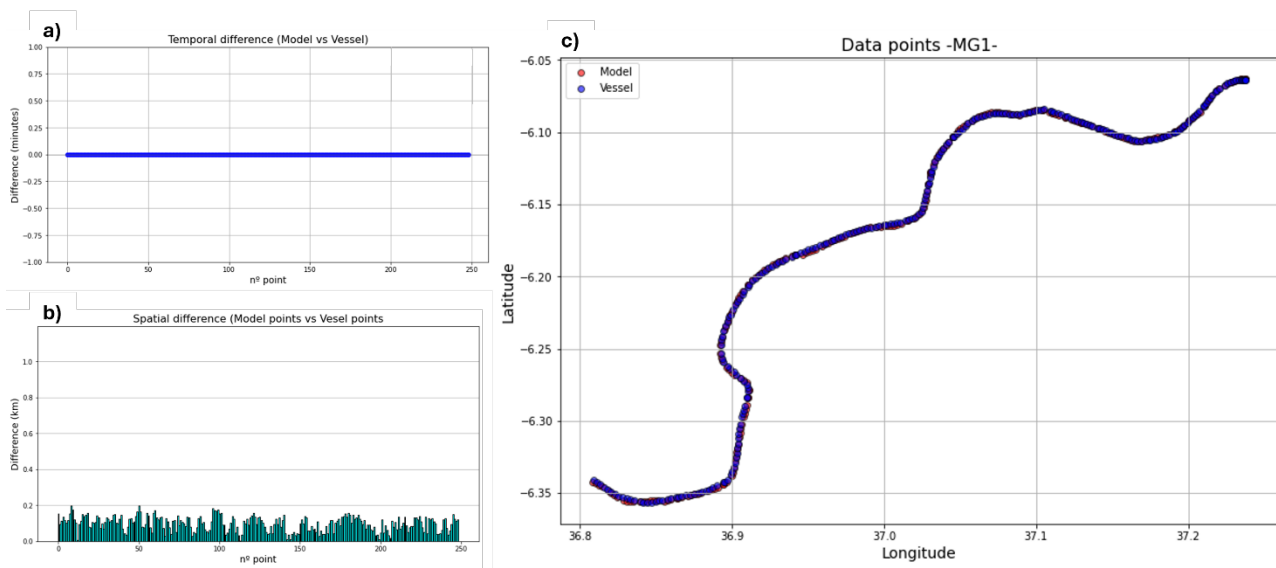 a)
Temporal difference (Model vs Vessel)
1.00
0.75
0.50
0.25
0.00
−0.25
−0.50
−0.75
−1.00
Difference (minutes)
0 50 100 150 200 250
nº point
b)
Spatial difference (Model points vs Vesel points
1.0
0.8
0.6
0.4
0.2
0.0
Difference (km)
0 50 100 150 200 250
nº point
c)
Data points -MG1-
Model
Vessel
−6.05
−6.10
−6.15
−6.20
−6.25
−6.30
−6.35
Latitude
36.8 36.9 37.0 37.1 37.2
Longitude